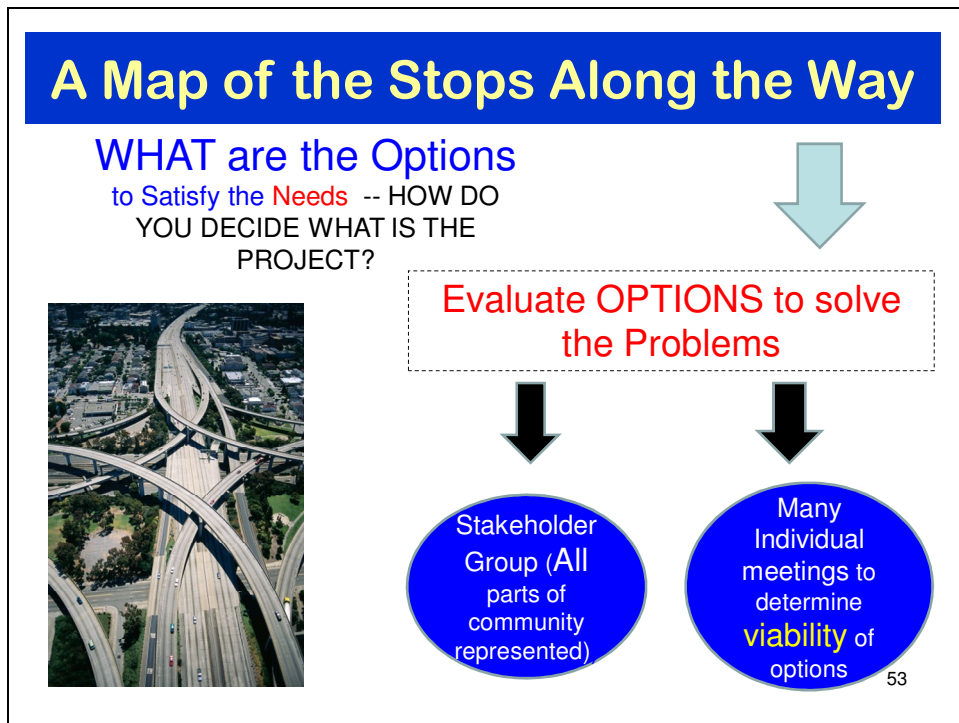 A Map of the Stops Along the Way
WHAT are the Options
to Satisfy the Needs -- HOW DO
YOU DECIDE WHAT IS THE
PROJECT?
Evaluate OPTIONS to solve
the Problems
Stakeholder
Group (All
parts of
community
represented)
Many
Individual
meetings to
determine
viability of
options
53